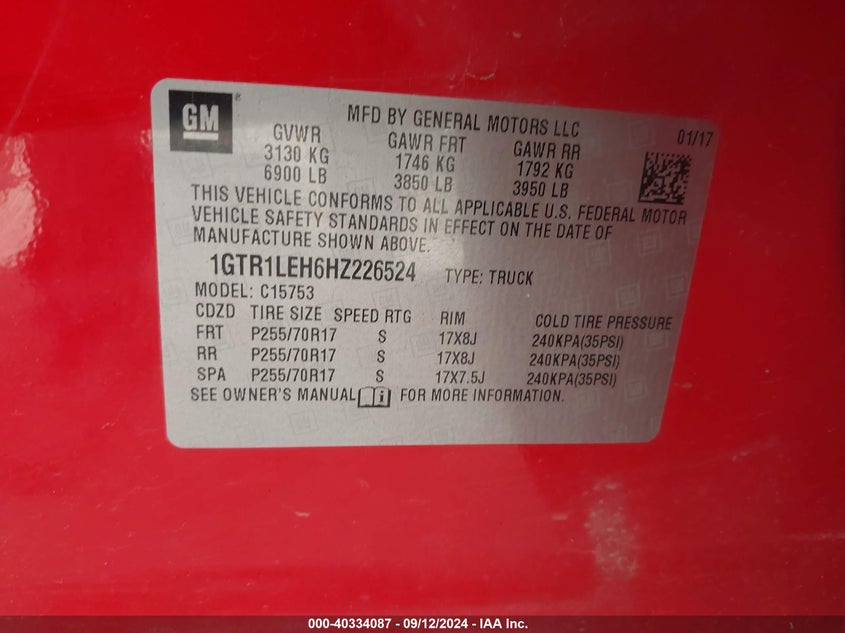 GM
MFD BY GENERAL MOTORS LLC 01/17
GVWR GAWR FRT GAWR RR
3130 KG 1746 KG 1792 KG
6900 LB 3850 LB 3950 LB
THIS VEHICLE CONFORMS TO ALL APPLICABLE U.S. FEDERAL MOTOR
VEHICLE SAFETY STANDARDS IN EFFECT ON THE DATE OF
MANUFACTURE SHOWN ABOVE.
1GTR1LEH6HZ226524 TYPE: TRUCK
MODEL: C15753
CDZD TIRE SIZE SPEED RTG RIM COLD TIRE PRESSURE
FRT P255/70R17 S 17X8J 240KPA(35PSI)
RR P255/70R17 S 17X8J 240KPA(35PSI)
SPA P255/70R17 S 17X7.5J 240KPA(35PSI)
SEE OWNER'S MANUAL FOR MORE INFORMATION.
000-40334087 - 09/12/2024 - IAA Inc.